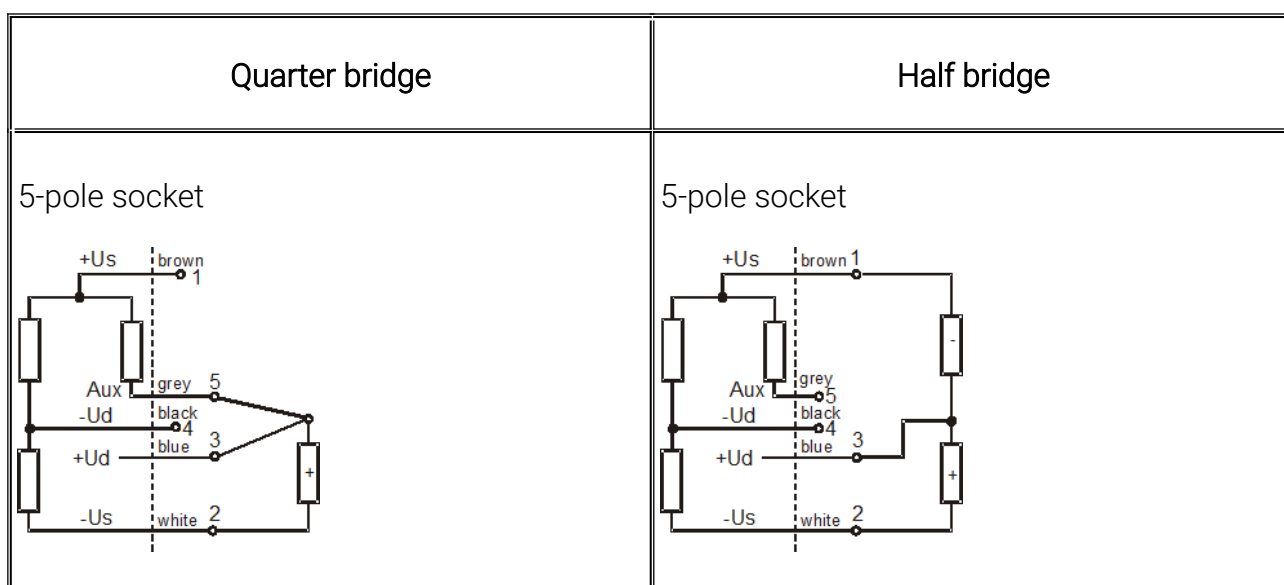 Quarter bridge
Half bridge
5-pole socket
+Us brown
1
Aux grey 5
-Ud black
4
+Ud blue 3
+
-Us white 2
5-pole socket
+Us brown 1
-
grey
Aux 5
-Ud black
4
+Ud blue 3
+
-Us white 2